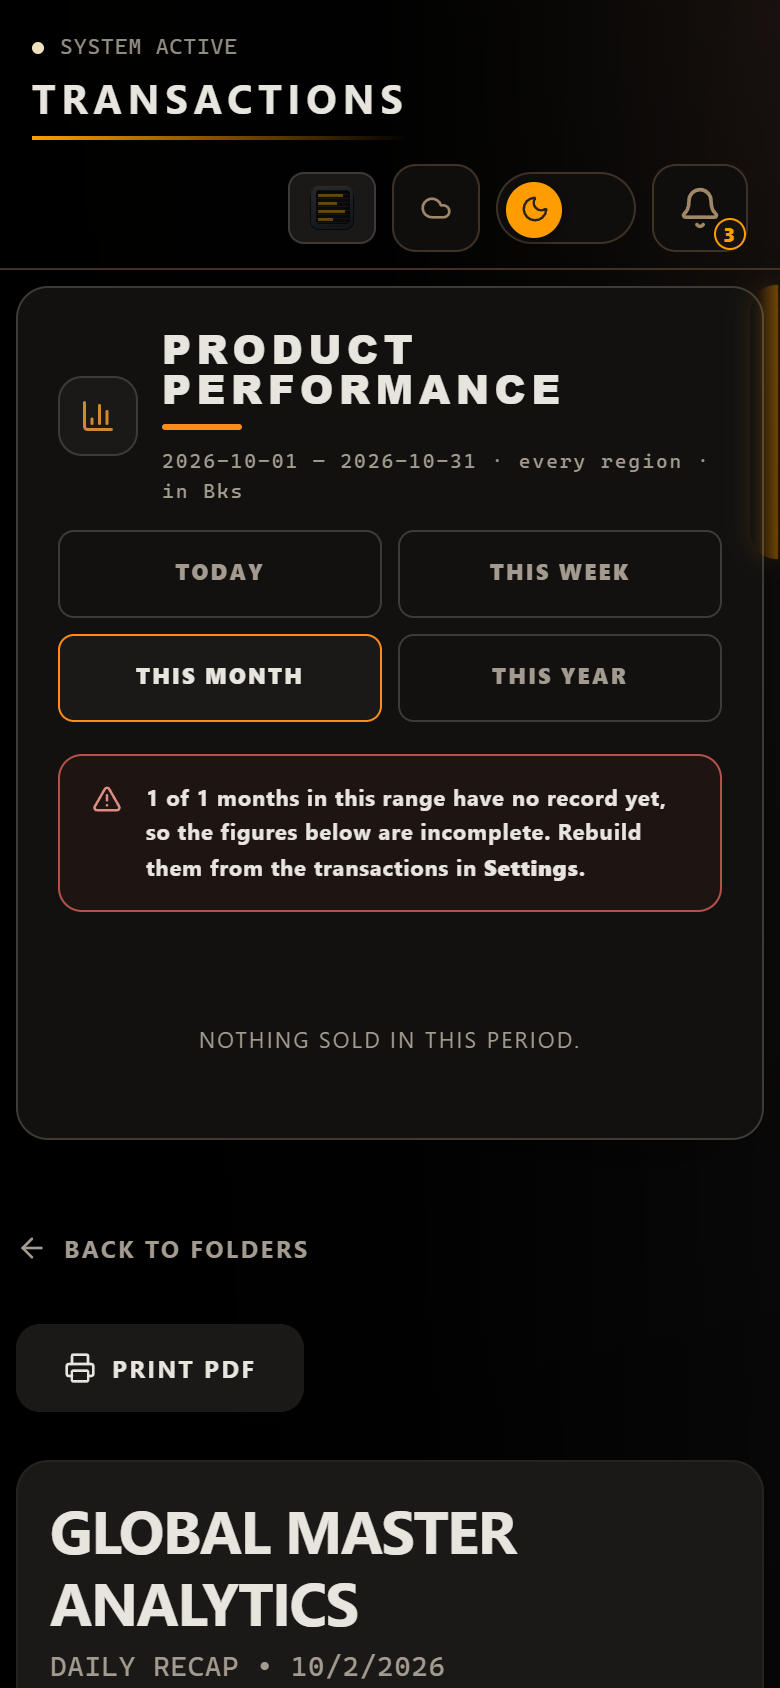 SYSTEM ACTIVE
TRANSACTIONS
3
PRODUCT
PERFORMANCE
2026-10-01 — 2026-10-31 · every region ·
in Bks
TODAY
THIS WEEK
THIS MONTH
THIS YEAR
1 of 1 months in this range have no record yet,
so the figures below are incomplete. Rebuild
them from the transactions in Settings.
NOTHING SOLD IN THIS PERIOD.
BACK TO FOLDERS
PRINT PDF
GLOBAL MASTER
ANALYTICS
DAILY RECAP • 10/2/2026